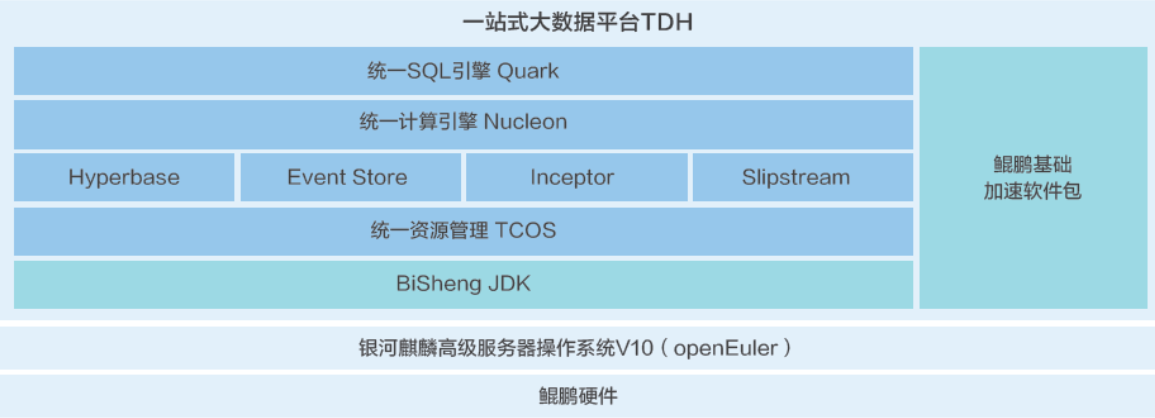 一站式大数据平台TDH
统一SQL引擎 Quark
统一计算引擎 Nucleon
Hyperbase
Event Store
Inceptor
Slipstream
统一资源管理 TCOS
BiSheng JDK
鲲鹏基础
加速软件包
银河麒麟高级服务器操作系统V10（openEuler）
鲲鹏硬件